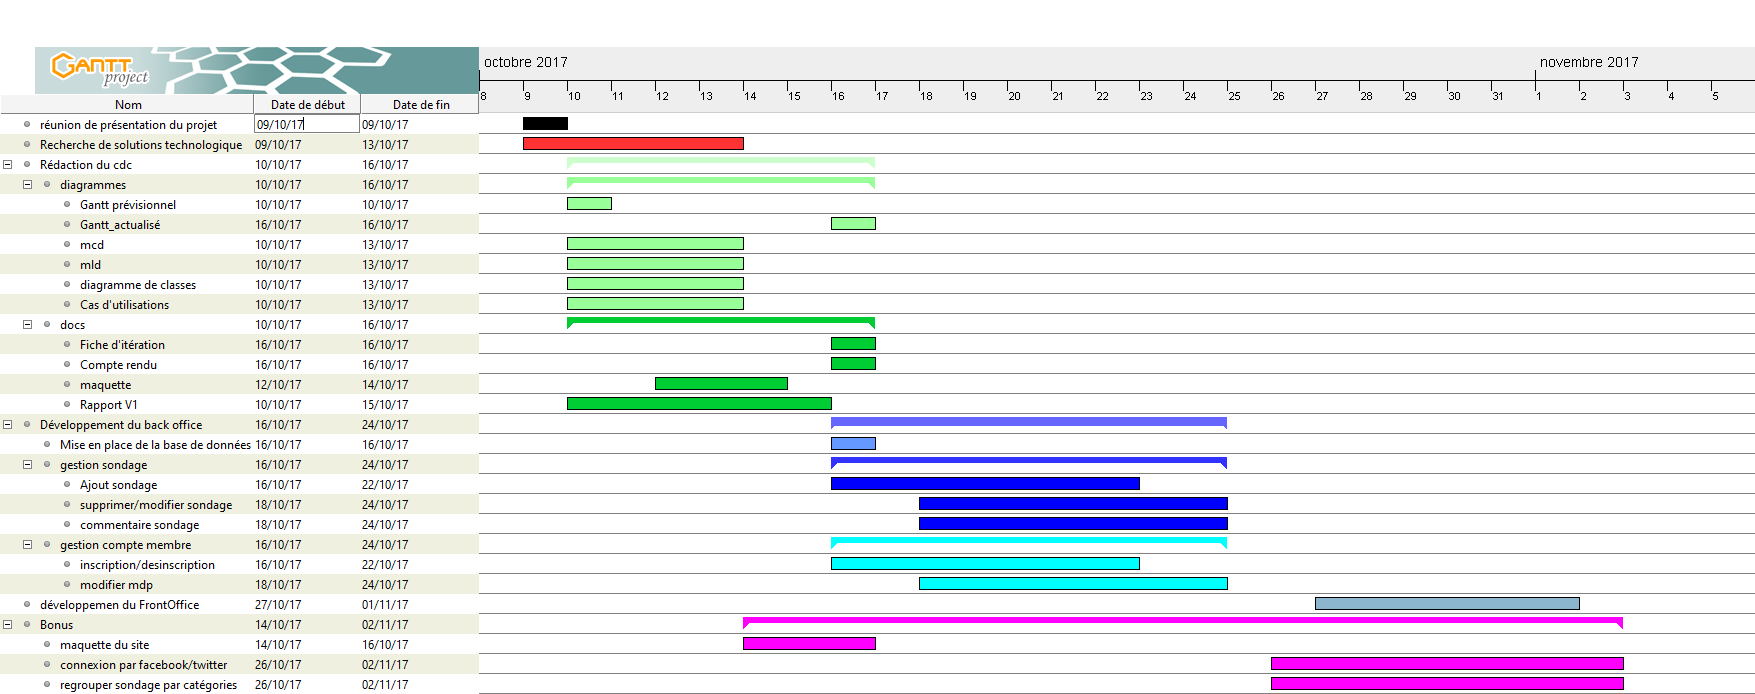 GANTT
project
octobre 2017
novembre 2017
8 9 10 11 12 13 14 15 16 17 18 19 20 21 22 23 24 25 26 27 28 29 30 31 1 2 3 4 5
Nom Date de début Date de fin
réunion de présentation du projet 09/10/17 09/10/17
Recherche de solutions technologique 09/10/17 13/10/17
Rédaction du cdc 10/10/17 16/10/17
diagrammes 10/10/17 16/10/17
Gantt prévisionnel 10/10/17 10/10/17
Gantt_actualisé 16/10/17 16/10/17
mcd 10/10/17 13/10/17
mld 10/10/17 13/10/17
diagramme de classes 10/10/17 13/10/17
Cas d'utilisations 10/10/17 13/10/17
docs 10/10/17 16/10/17
Fiche d'itération 16/10/17 16/10/17
Compte rendu 16/10/17 16/10/17
maquette 12/10/17 14/10/17
Rapport V1 10/10/17 15/10/17
Développement du back office 16/10/17 24/10/17
Mise en place de la base de données 16/10/17 16/10/17
gestion sondage 16/10/17 24/10/17
Ajout sondage 16/10/17 22/10/17
supprimer/modifier sondage 18/10/17 24/10/17
commentaire sondage 18/10/17 24/10/17
gestion compte membre 16/10/17 24/10/17
inscription/desinscription 16/10/17 22/10/17
modifier mdp 18/10/17 24/10/17
développemen du FrontOffice 27/10/17 01/11/17
Bonus 14/10/17 02/11/17
maquette du site 14/10/17 16/10/17
connexion par facebook/twitter 26/10/17 02/11/17
regrouper sondage par catégories 26/10/17 02/11/17